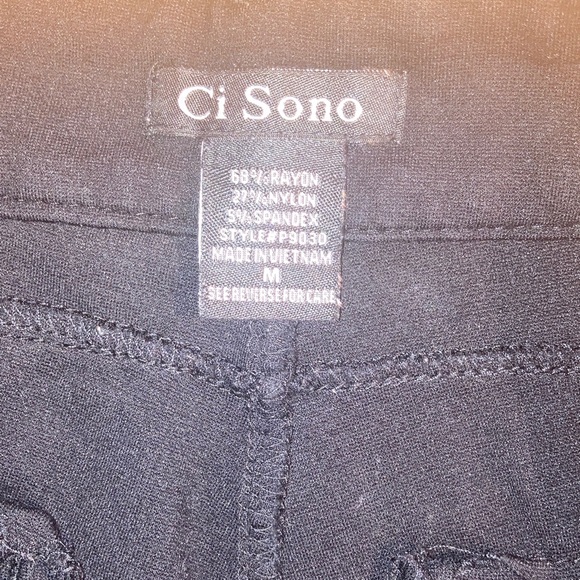 Ci Sono
68% RAYON
27% NYLON
5% SPANDEX
STYLE#P9030
MADE IN VIETNAM
M
SEE REVERSE FOR CARE